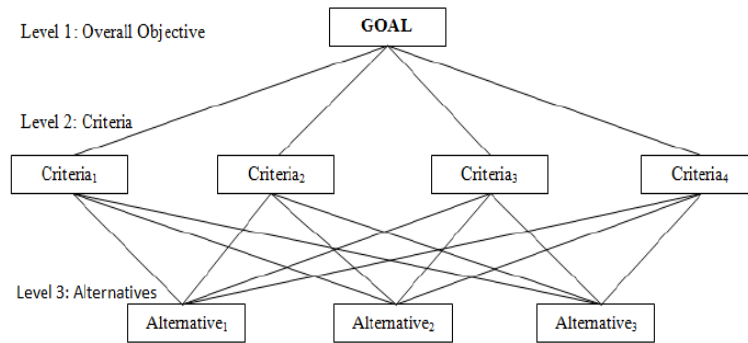 GOAL
Level 1: Overall Objective
Level 2: Criteria
Criteria₁
Criteria₂
Criteria₃
Criteria₄
Level 3: Alternatives
Alternative₁
Alternative₂
Alternative₃